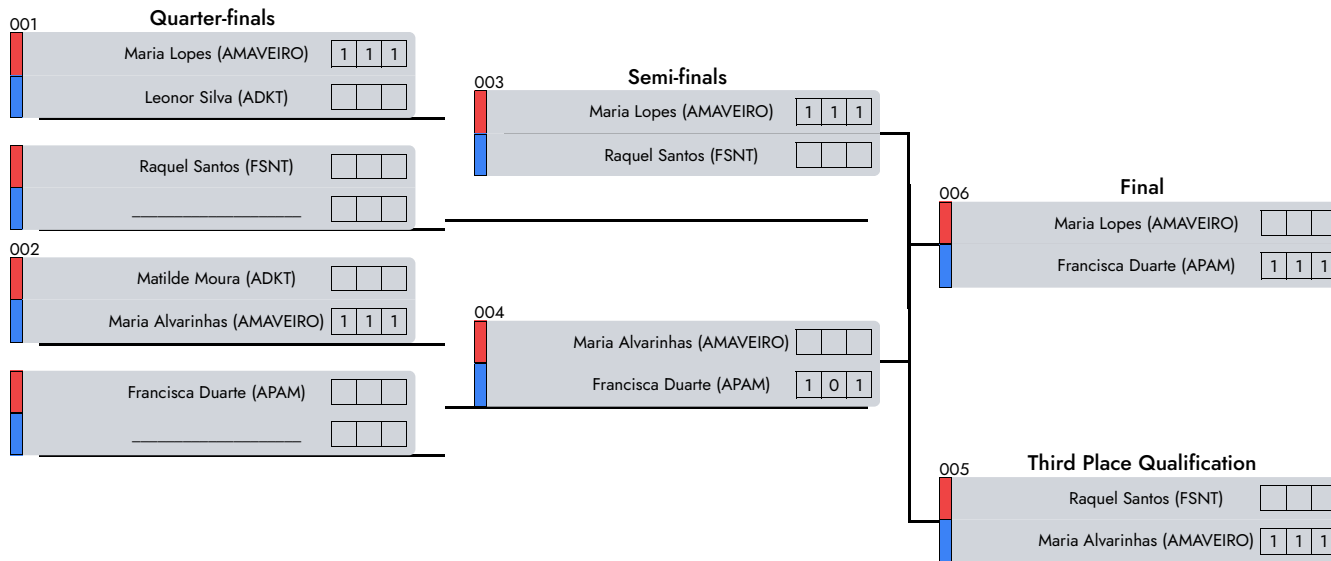 Quarter-finals
001
Maria Lopes (AMAVEIRO) 1 1 1
Leonor Silva (ADKT)
Raquel Santos (FSNT)
____________________
002
Matilde Moura (ADKT)
Maria Alvarinhas (AMAVEIRO) 1 1 1
Francisca Duarte (APAM)
____________________
Semi-finals
003
Maria Lopes (AMAVEIRO) 1 1 1
Raquel Santos (FSNT)
004
Maria Alvarinhas (AMAVEIRO)
Francisca Duarte (APAM) 1 0 1
Final
006
Maria Lopes (AMAVEIRO)
Francisca Duarte (APAM) 1 1 1
Third Place Qualification
005
Raquel Santos (FSNT)
Maria Alvarinhas (AMAVEIRO) 1 1 1